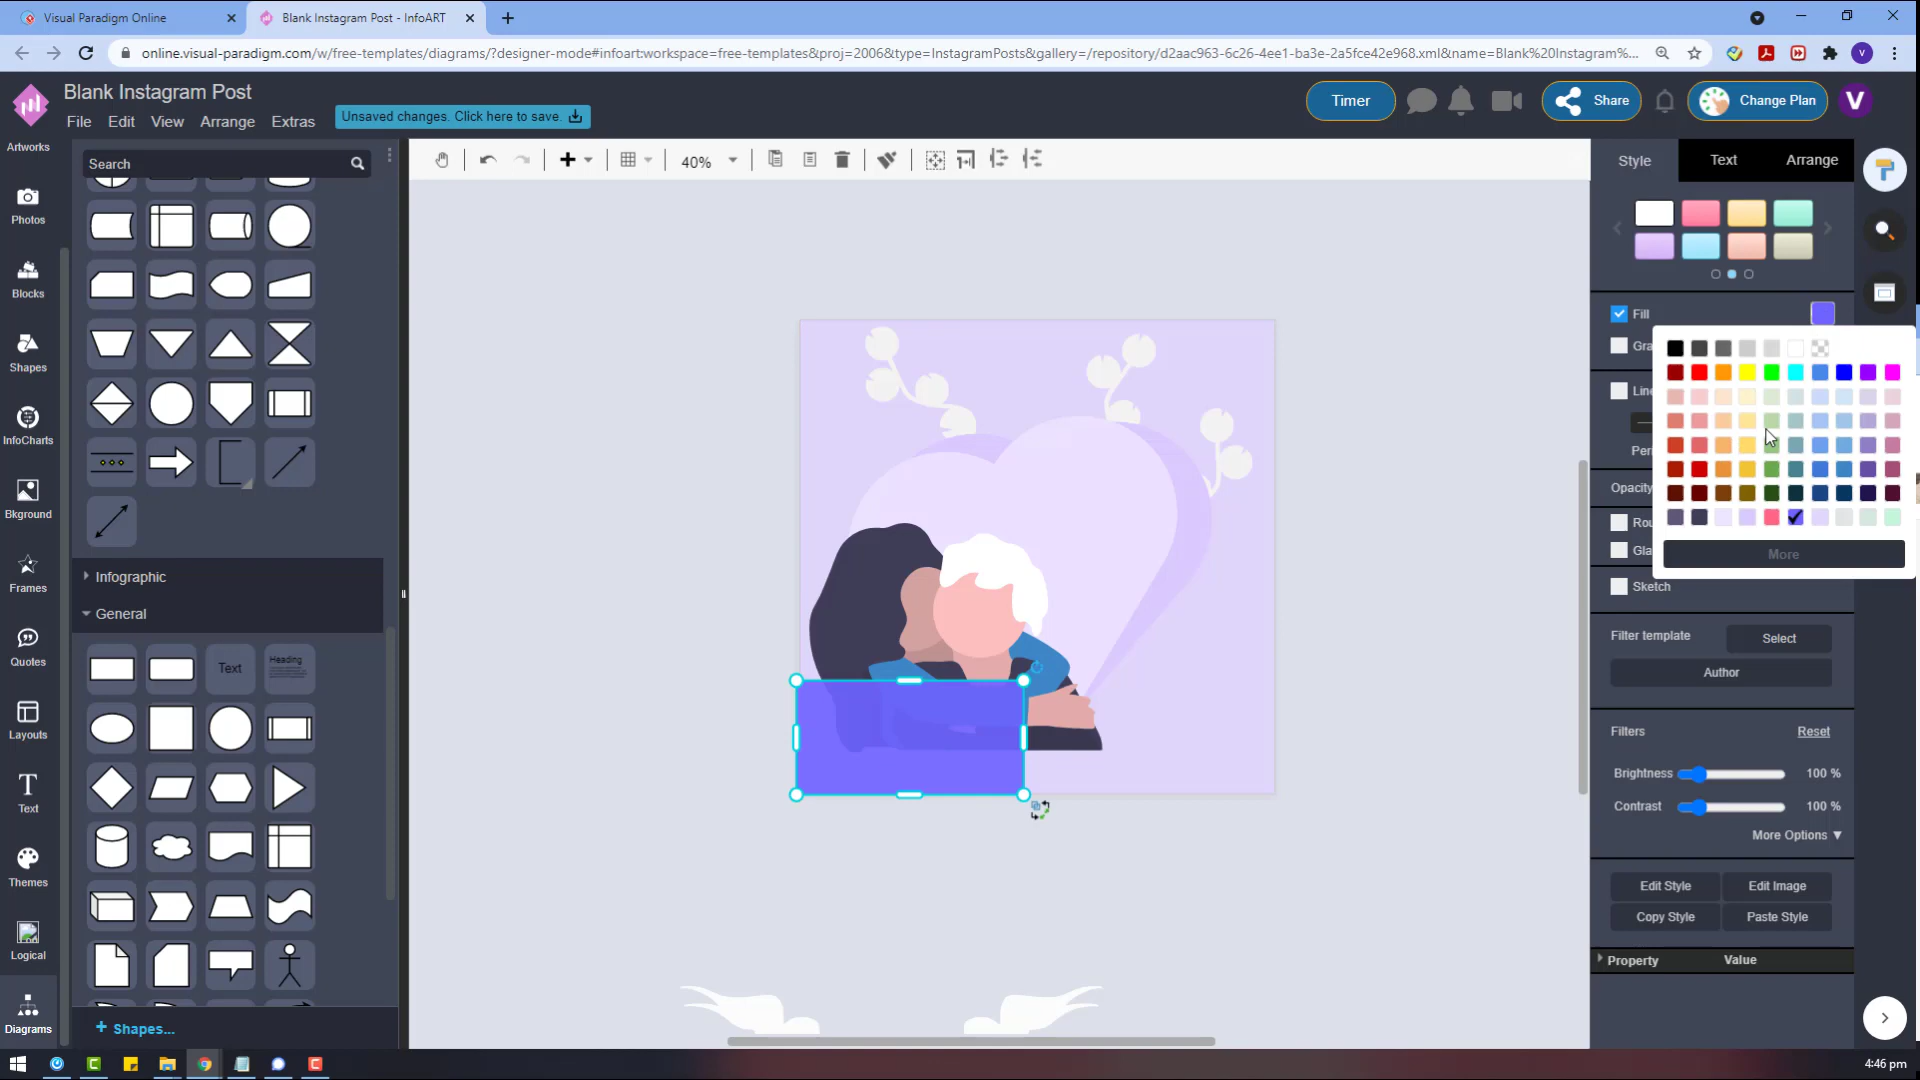 Visual Paradigm Online
Blank Instagram Post - InfoART
online.visual-paradigm.com/w/free-templates/diagrams/?designer-mode#infoart:workspace=free-templates&proj=2006&type=InstagramPosts&gallery=/repository/d2aac963-6c26-4ee1-ba3e-2a5fce42e968.xml&name=Blank%20Instagram%...
V
Blank Instagram Post
File Edit View Arrange Extras
Unsaved changes. Click here to save.
Timer
Share
Change Plan
V
Artworks
Photos
Blocks
Shapes
InfoCharts
Bkground
Frames
Quotes
Layouts
T
Text
Themes
Logical
Diagrams
Search
Infographic
General
Text
Heading
+ Shapes...
40%
Style Text Arrange
Fill
Gra
Line
Peri
Opacity
Rou
Gla
More
Sketch
Filter template Select
Author
Filters Reset
Brightness 100 %
Contrast 100 %
More Options ▼
Edit Style Edit Image
Copy Style Paste Style
Property Value
4:46 pm